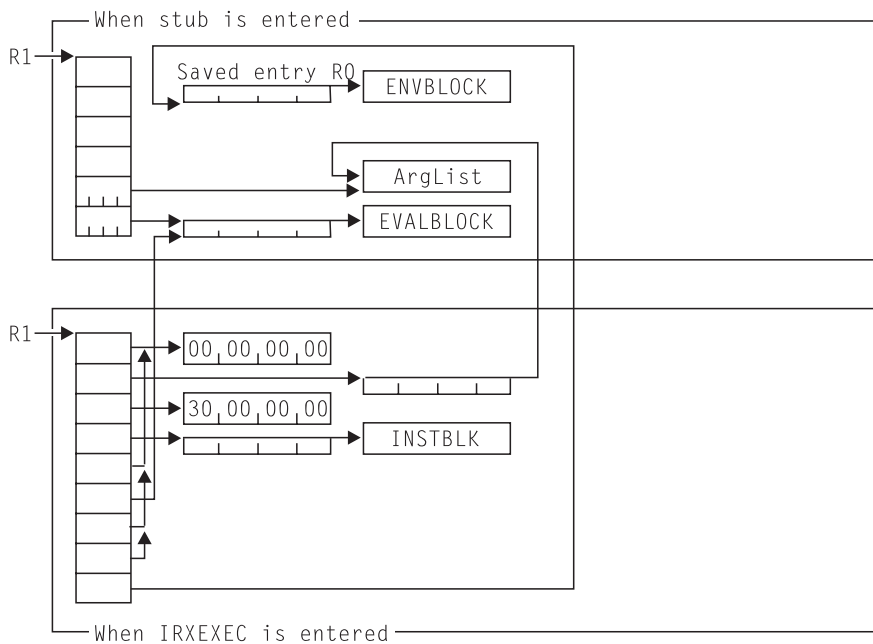 When stub is entered
R1
Saved entry R0
ENVBLOCK
ArgList
EVALBLOCK
R1
00 00 00 00
30 00 00 00
INSTBLK
When IRXEXEC is entered